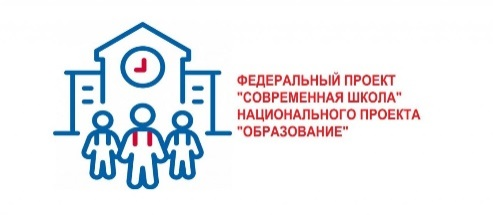 ФЕДЕРАЛЬНЫЙ ПРОЕКТ
"СОВРЕМЕННАЯ ШКОЛА"
НАЦИОНАЛЬНОГО ПРОЕКТА
"ОБРАЗОВАНИЕ"